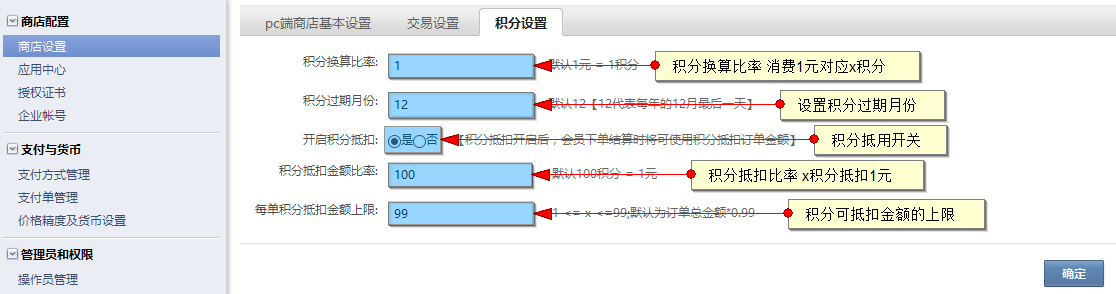 商店配置
商店设置
应用中心
授权证书
企业帐号
支付与货币
支付方式管理
支付单管理
价格精度及货币设置
管理员和权限
操作员管理
pc端商店基本设置
交易设置
积分设置
积分换算比率: 1 默认1元 = 1积分 积分换算比率 消费1元对应x积分
积分过期月份: 12 默认12【12代表每年的12月最后一天】 设置积分过期月份
开启积分抵扣: 是 否 【积分抵扣开启后，会员下单结算时将可使用积分抵扣订单金额】 积分抵用开关
积分抵扣金额比率: 100 默认100积分 = 1元 积分抵扣比率 x积分抵扣1元
每单积分抵扣金额上限: 99 1 <= x <=99;默认为订单总金额*0.99 积分可抵扣金额的上限
确定